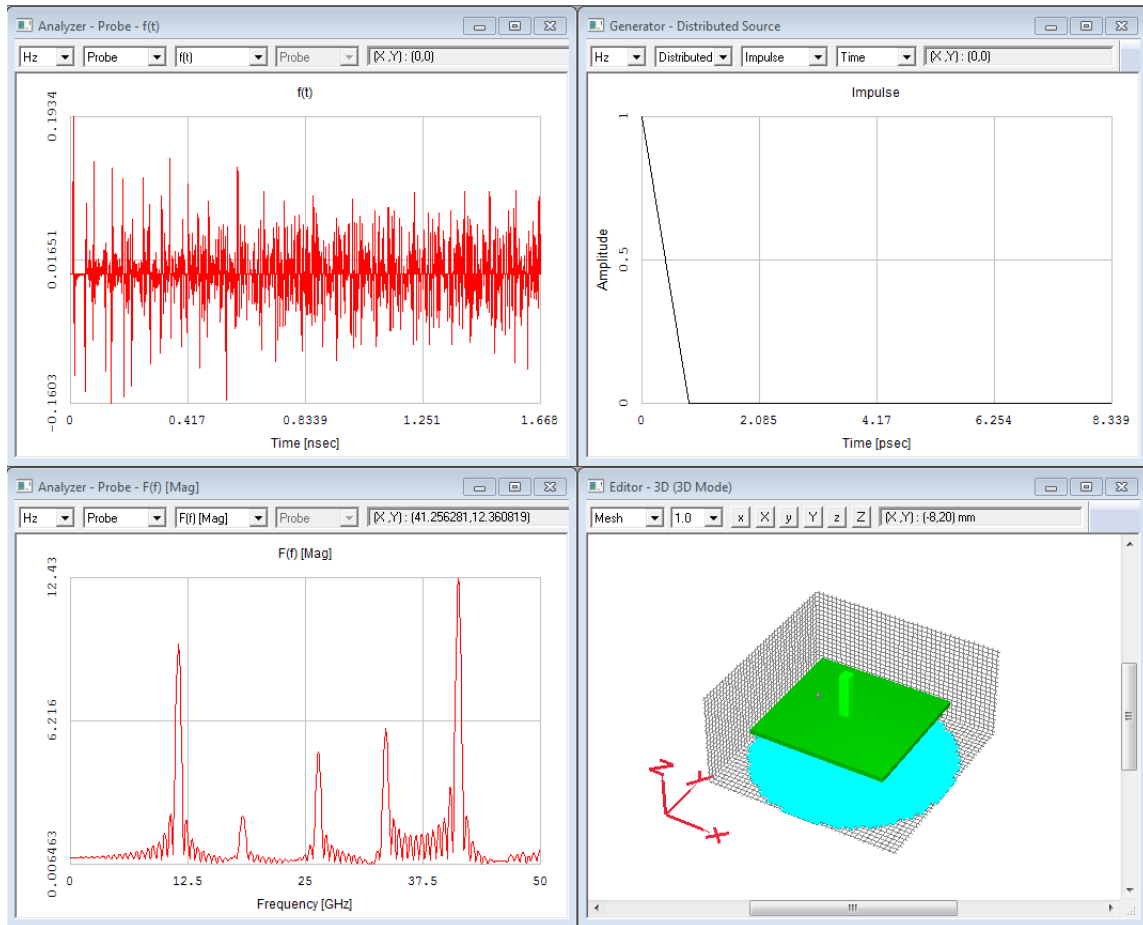 Analyzer - Probe - f(t)
Hz Probe f(t) Probe (X ,Y) : (0,0)
f(t)
0.1934
0.01651
-0.1603
0 0.417 0.8339 1.251 1.668
Time [nsec]
Generator - Distributed Source
Hz Distributed Impulse Time (X ,Y) : (0,0)
Impulse
1
0.5
0
Amplitude
0 2.085 4.17 6.254 8.339
Time [psec]
Analyzer - Probe - F(f) [Mag]
Hz Probe F(f) [Mag] Probe (X ,Y) : (41.256281,12.360819)
F(f) [Mag]
12.43
6.216
0.006463
0 12.5 25 37.5 50
Frequency [GHz]
Editor - 3D (3D Mode)
Mesh 1.0 x X y Y z Z (X ,Y) : (-8,20) mm
Z
Y
X